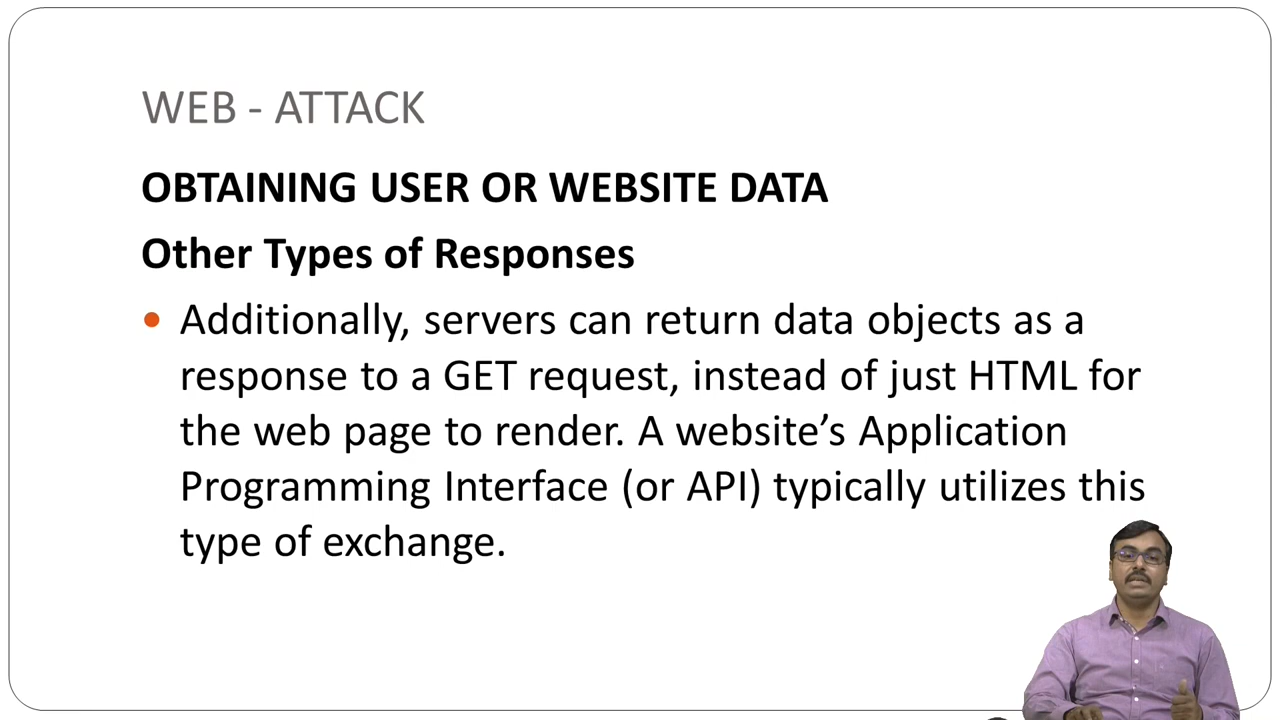 WEB - ATTACK
OBTAINING USER OR WEBSITE DATA
Other Types of Responses
• Additionally, servers can return data objects as a
response to a GET request, instead of just HTML for
the web page to render. A website’s Application
Programming Interface (or API) typically utilizes this
type of exchange.